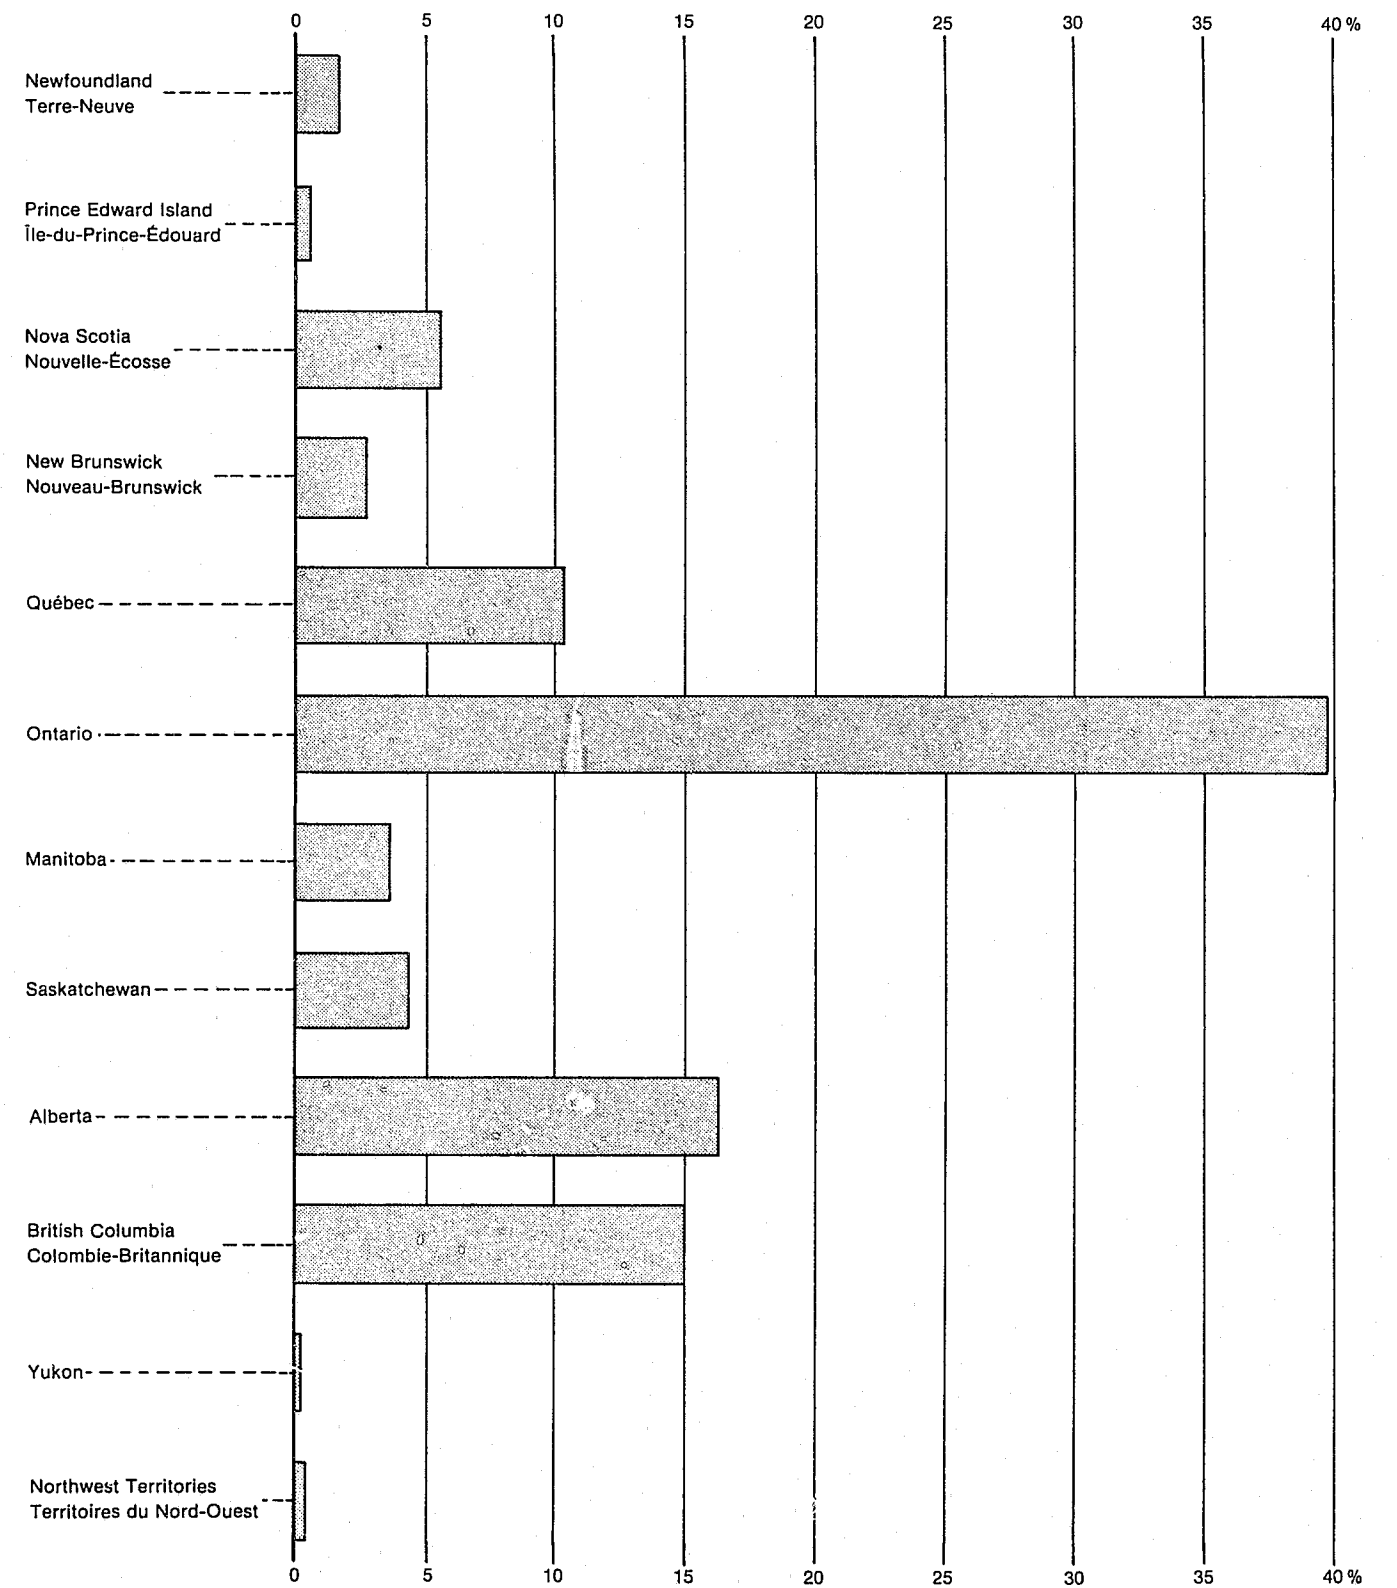 0 5 10 15 20 25 30 35 40 %
Newfoundland
Terre-Neuve
Prince Edward Island
Île-du-Prince-Édouard
Nova Scotia
Nouvelle-Écosse
New Brunswick
Nouveau-Brunswick
Québec
Ontario
Manitoba
Saskatchewan
Alberta
British Columbia
Colombie-Britannique
Yukon
Northwest Territories
Territoires du Nord-Ouest
0 5 10 15 20 25 30 35 40 %